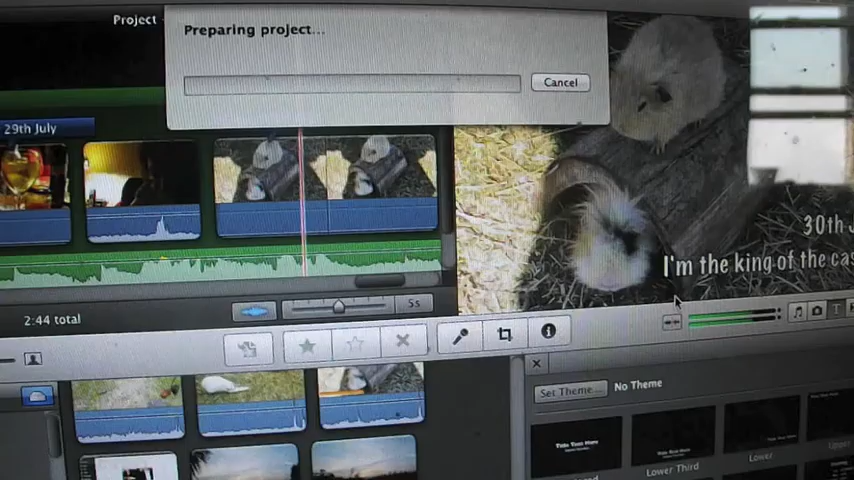 Project
Preparing project...
Cancel
29th July
30th J
I'm the king of the cas
2:44 total
5s
Set Theme...
No Theme
Lower Third
Lower
Upper